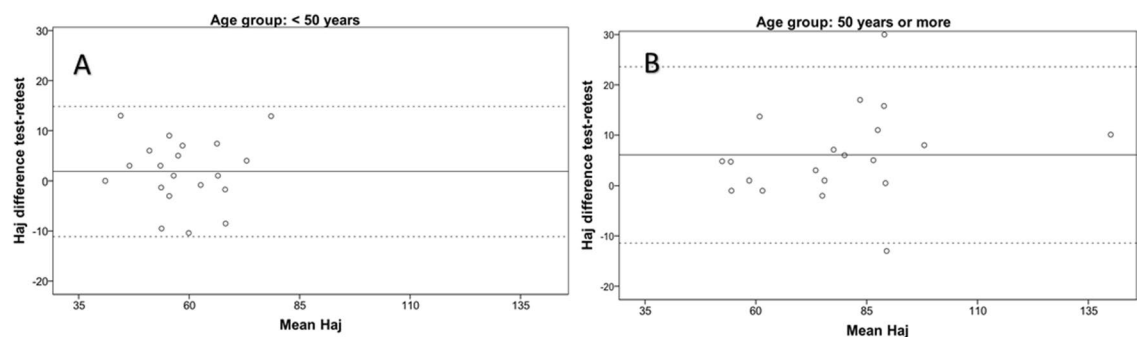 Age group: < 50 years
A
30
20
10
0
-10
-20
Haj difference test-retest
35
60
85
110
135
Mean Haj
Age group: 50 years or more
B
30
20
10
0
-10
-20
Haj difference test-retest
35
60
85
110
135
Mean Haj